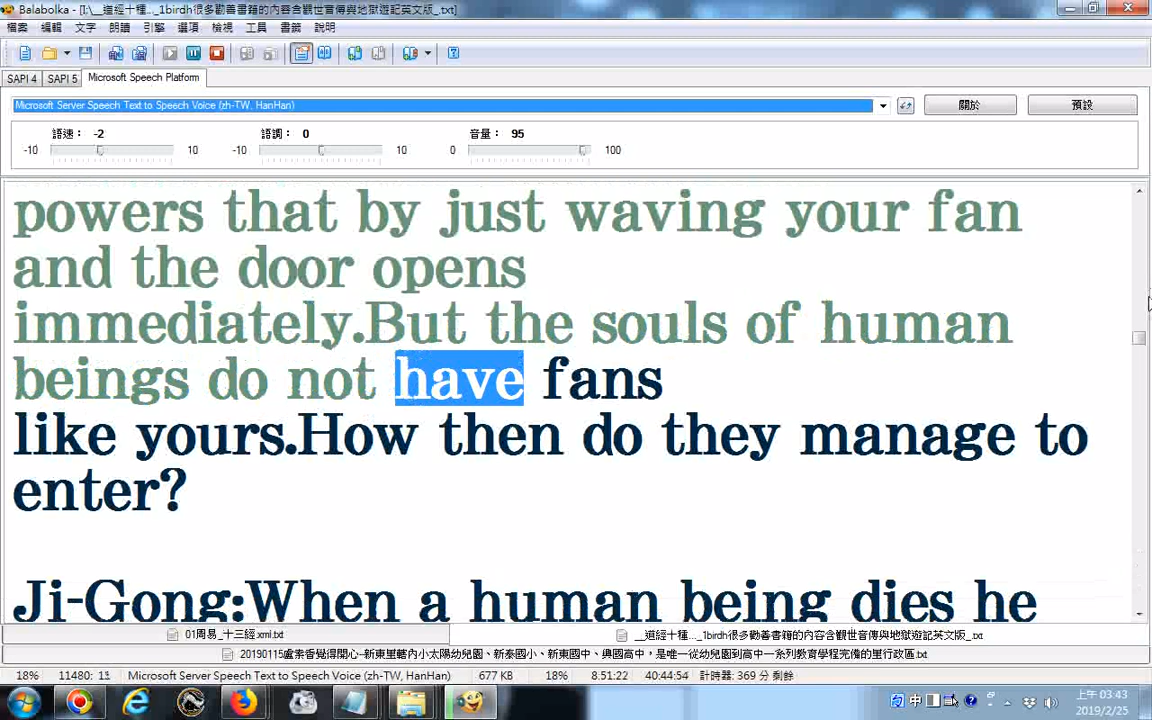 Balabolka - [I:\__道經十種..._1birdh很多勸善書籍的內容含觀世音傳與地獄遊記英文版_.txt]
檔案 編輯 文字 朗讀 引擎 選項 檢視 工具 書籤 說明
SAPI 4 SAPI 5 Microsoft Speech Platform
Microsoft Server Speech Text to Speech Voice (zh-TW, HanHan) 關於 預設
語速： -2 語調： 0 音量： 95
-10 10 -10 10 0 100
powers that by just waving your fan
and the door opens
immediately.But the souls of human
beings do not have fans
like yours.How then do they manage to
enter?
Ji-Gong:When a human being dies he
01周易_十三經.xml.txt __道經十種..._1birdh很多勸善書籍的內容含觀世音傳與地獄遊記英文版_.txt
20190115盧素香覺得開心─新東里轄內小太陽幼兒園、新泰國小、新東國中、興國高中，是唯一從幼兒園到高中一系列教育學程完備的里行政區.txt
18% 11480: Microsoft Server Speech Text to Speech Voice (zh-TW, HanHan) 677 KB 18% 8:51:22 40:44:54 計時器: 369 分 剩餘
中 上午 03:43
2019/2/25